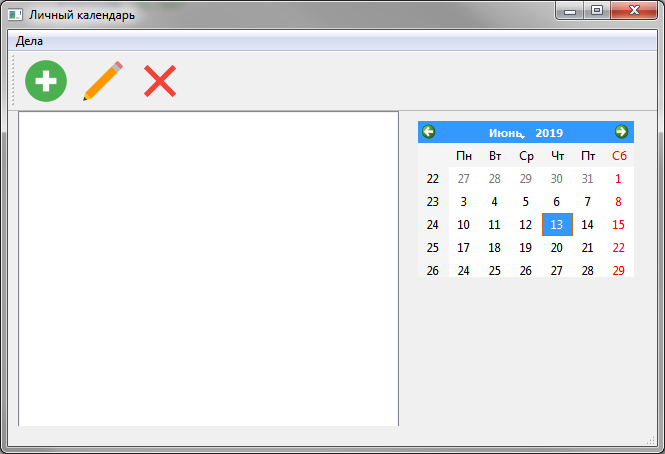 Личный календарь
Дела
Июнь, 2019
Пн Вт Ср Чт Пт Сб
22 27 28 29 30 31 1
23 3 4 5 6 7 8
24 10 11 12 13 14 15
25 17 18 19 20 21 22
26 24 25 26 27 28 29